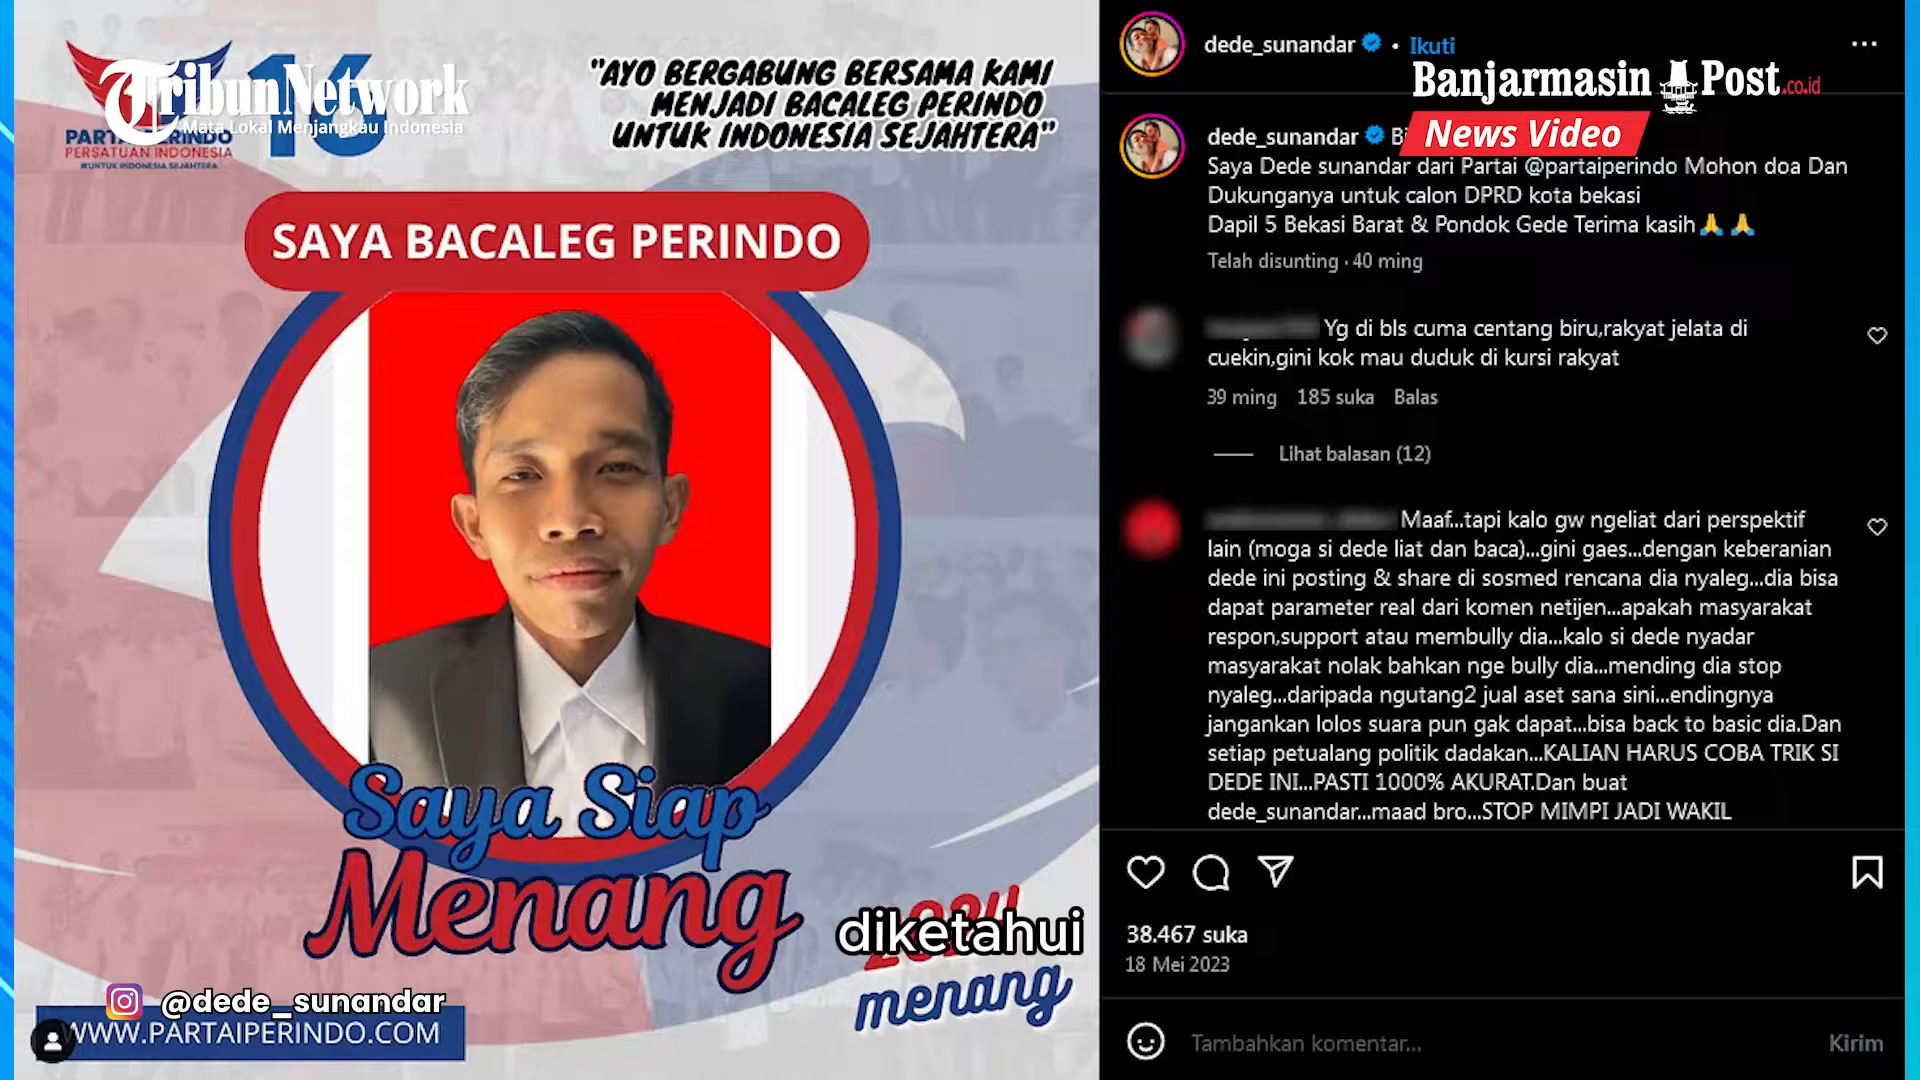 TribunNetwork
Mata Lokal Menjangkau Indonesia
16
PARTAI PERINDO
PERSATUAN INDONESIA
#UNTUK INDONESIA SEJAHTERA
"AYO BERGABUNG BERSAMA KAMI
MENJADI BACALEG PERINDO
UNTUK INDONESIA SEJAHTERA"
SAYA BACALEG PERINDO
Saya Siap
Menang
2024
menang
diketahui
@dede_sunandar
WWW.PARTAIPERINDO.COM
dede_sunandar • Ikuti
BanjarmasinPost.co.id
News Video
dede_sunandar
Saya Dede sunandar dari Partai @partaiperindo Mohon doa Dan
Dukunganya untuk calon DPRD kota bekasi
Dapil 5 Bekasi Barat & Pondok Gede Terima kasih🙏🙏
Telah disunting · 40 ming
Yg di bls cuma centang biru,rakyat jelata di
cuekin,gini kok mau duduk di kursi rakyat
39 ming 185 suka Balas
Lihat balasan (12)
Maaf...tapi kalo gw ngeliat dari perspektif
lain (moga si dede liat dan baca)...gini gaes...dengan keberanian
dede ini posting & share di sosmed rencana dia nyaleg...dia bisa
dapat parameter real dari komen netijen...apakah masyarakat
respon,support atau membully dia...kalo si dede nyadar
masyarakat nolak bahkan nge bully dia...mending dia stop
nyaleg...daripada ngutang2 jual aset sana sini...endingnya
jangankan lolos suara pun gak dapat...bisa back to basic dia.Dan
setiap petualang politik dadakan...KALIAN HARUS COBA TRIK SI
DEDE INI...PASTI 1000% AKURAT.Dan buat
dede_sunandar...maad bro...STOP MIMPI JADI WAKIL
38.467 suka
18 Mei 2023
Tambahkan komentar...
Kirim